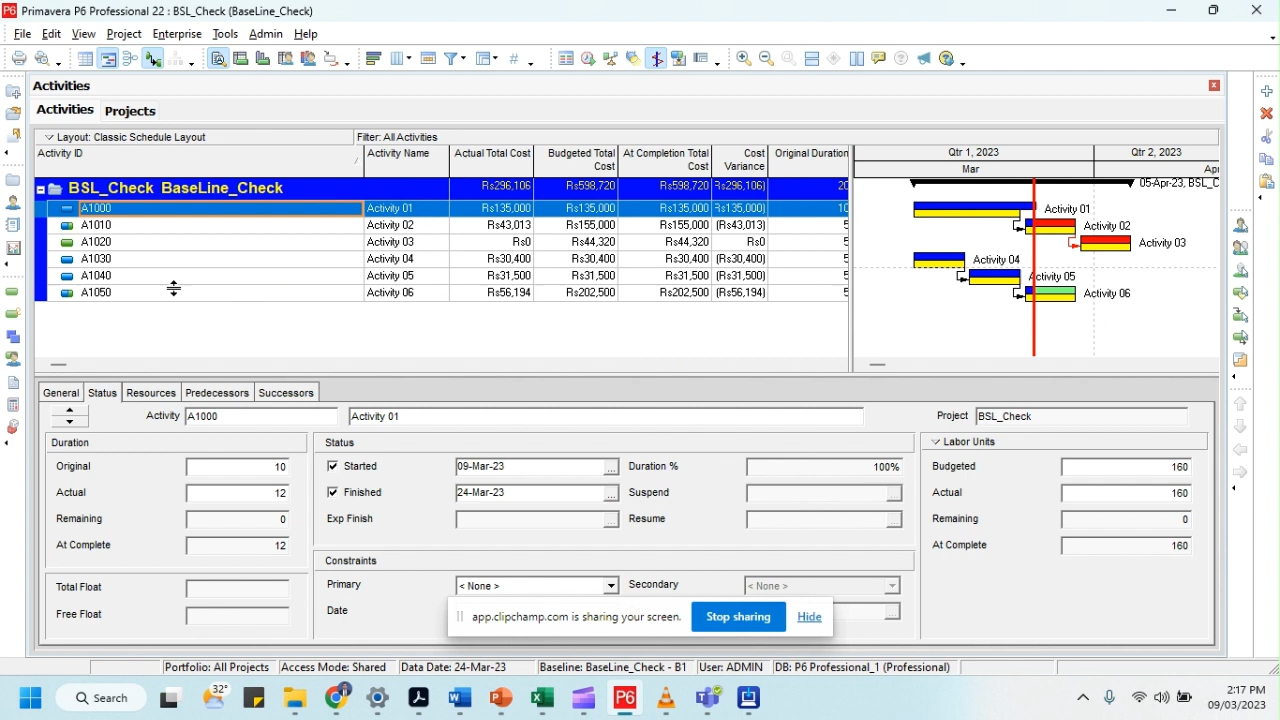 Primavera P6 Professional 22 : BSL_Check (BaseLine_Check)
File Edit View Project Enterprise Tools Admin Help
Activities
Activities Projects
Layout: Classic Schedule Layout Filter: All Activities
Activity ID Activity Name Actual Total Cost Budgeted Total Cost At Completion Total Cost Cost Variance Original Duration Qtr 1, 2023 Qtr 2, 2023
Mar
BSL_Check BaseLine_Check Rs296,106 Rs598,720 Rs598,720 Rs296,106) 20 05-Apr-23, BSL_C
A1000 Activity 01 Rs135,000 Rs135,000 Rs135,000 Rs135,000) 10 Activity 01
A1010 Activity 02 Rs43,013 Rs155,000 Rs155,000 (Rs43,013) 5 Activity 02
A1020 Activity 03 Rs0 Rs44,320 Rs44,320 Rs0 5 Activity 03
A1030 Activity 04 Rs30,400 Rs30,400 Rs30,400 (Rs30,400) 5 Activity 04
A1040 Activity 05 Rs31,500 Rs31,500 Rs31,500 (Rs31,500) 5 Activity 05
A1050 Activity 06 Rs56,194 Rs202,500 Rs202,500 (Rs56,194) 5 Activity 06
General Status Resources Predecessors Successors
Activity A1000 Activity 01 Project BSL_Check
Duration Status Labor Units
Original 10 Started 09-Mar-23 Duration % 100% Budgeted 160
Actual 12 Finished 24-Mar-23 Suspend Actual 160
Remaining 0 Exp Finish Resume Remaining 0
At Complete 12 At Complete 160
Constraints
Total Float Primary < None > Secondary < None >
Free Float Date
app.clipchamp.com is sharing your screen. Stop sharing Hide
Portfolio: All Projects Access Mode: Shared Data Date: 24-Mar-23 Baseline: BaseLine_Check - B1 User: ADMIN DB: P6 Professional_1 (Professional)
Search 32° 2:17 PM
09/03/2023